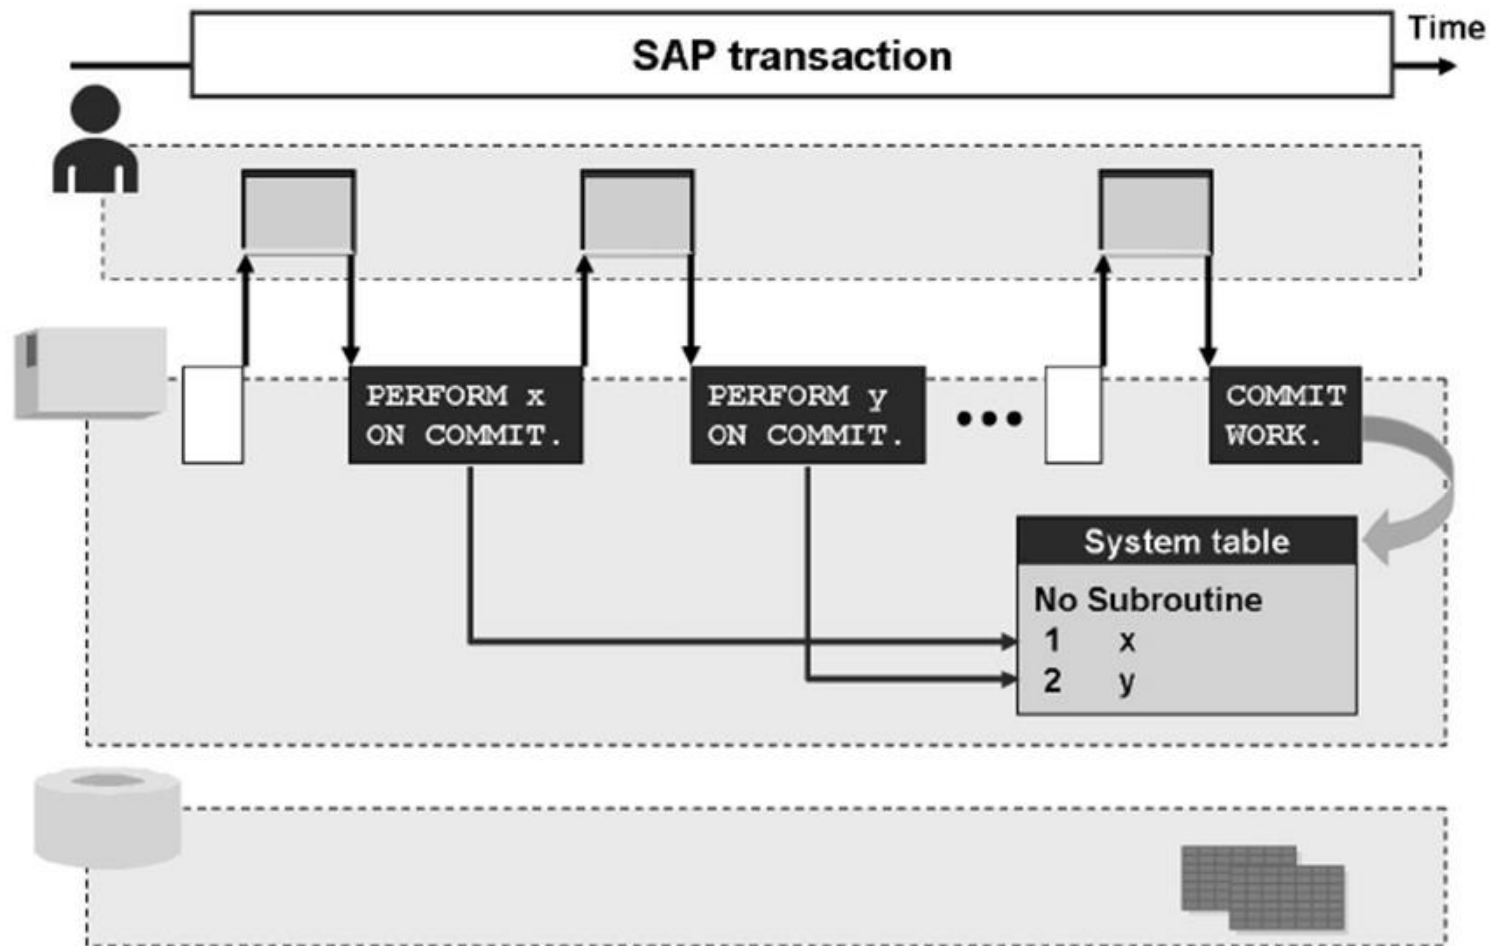 SAP transaction
Time
PERFORM x
ON COMMIT.
PERFORM y
ON COMMIT.
COMMIT
WORK.
System table
No Subroutine
1 x
2 y